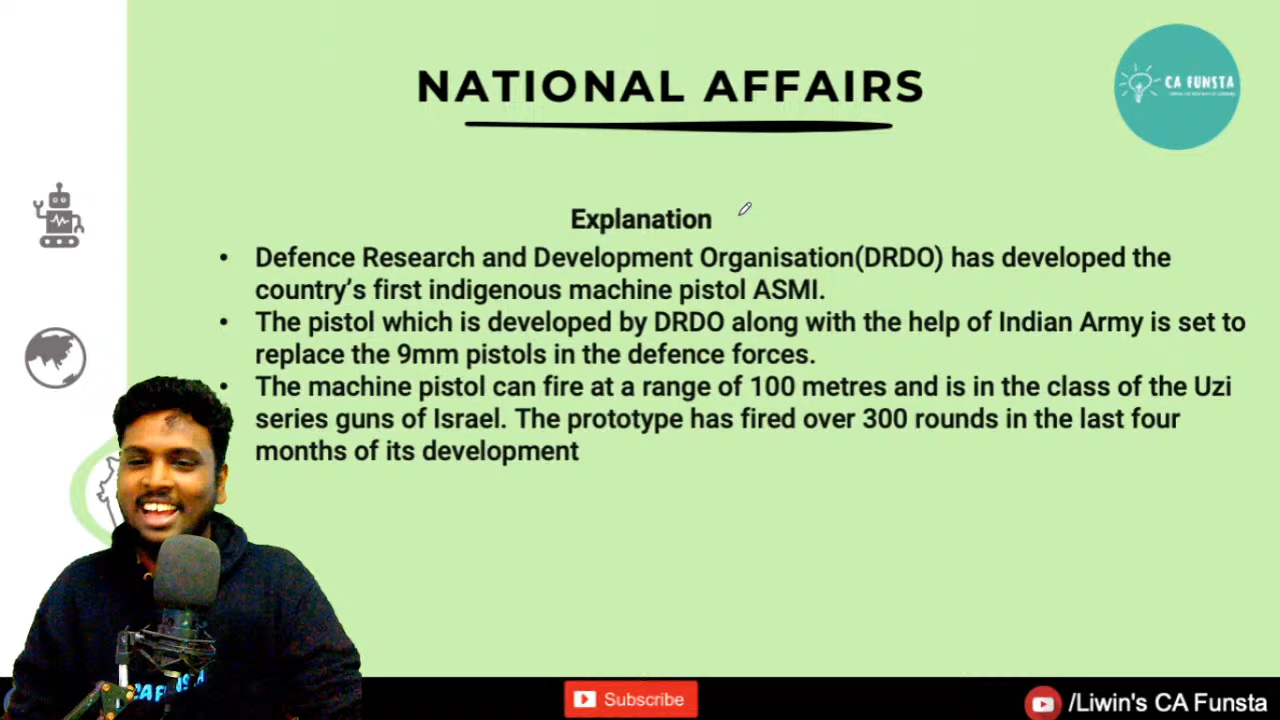 NATIONAL AFFAIRS
CA FUNSTA
Explanation
• Defence Research and Development Organisation(DRDO) has developed the
country's first indigenous machine pistol ASMI.
• The pistol which is developed by DRDO along with the help of Indian Army is set to
replace the 9mm pistols in the defence forces.
• The machine pistol can fire at a range of 100 metres and is in the class of the Uzi
series guns of Israel. The prototype has fired over 300 rounds in the last four
months of its development
CA FUNSTA
Subscribe
/Liwin's CA Funsta